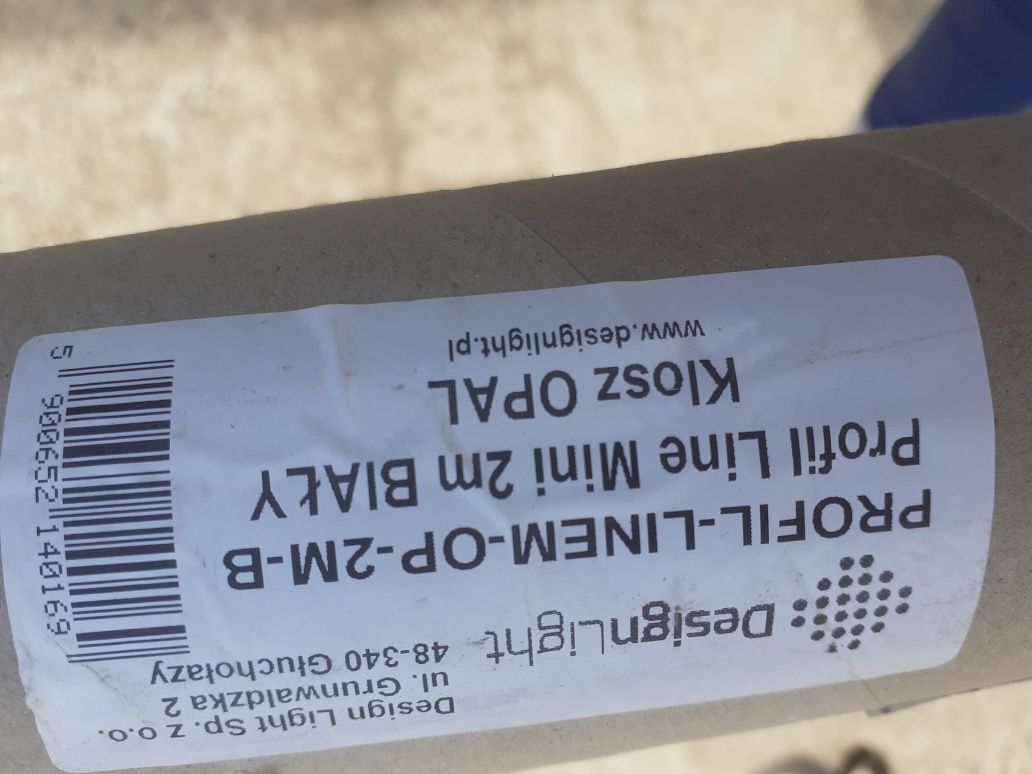 Design Light Sp. z o.o.
ul. Grunwaldzka 2
48-340 Głuchołazy
DesignLight
PROFIL-LINEM-OP-2M-B
Profil Line Mini 2m BIAŁY
Klosz OPAL
www.designlight.pl
5 900652 140169